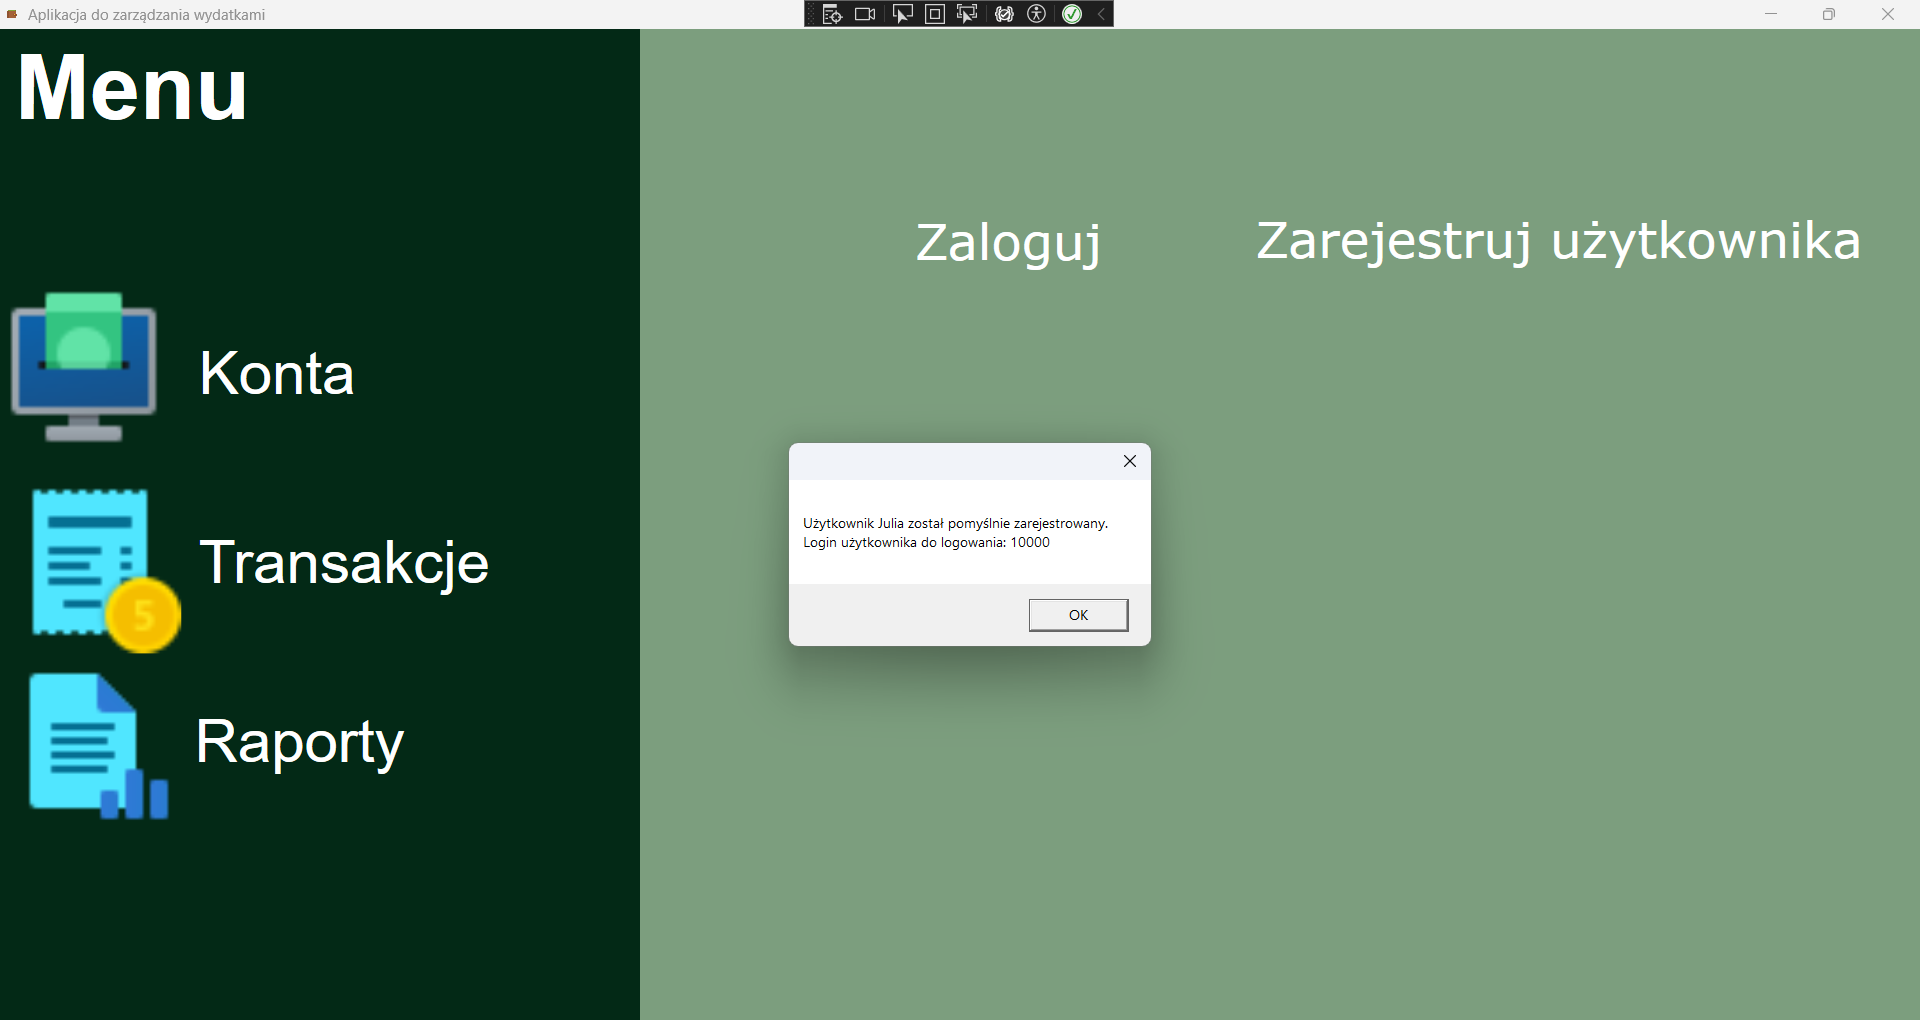 Aplikacja do zarządzania wydatkami
Menu
Zaloguj
Zarejestruj użytkownika
Konta
Użytkownik Julia został pomyślnie zarejestrowany.
Login użytkownika do logowania: 10000
OK
Transakcje
5
Raporty